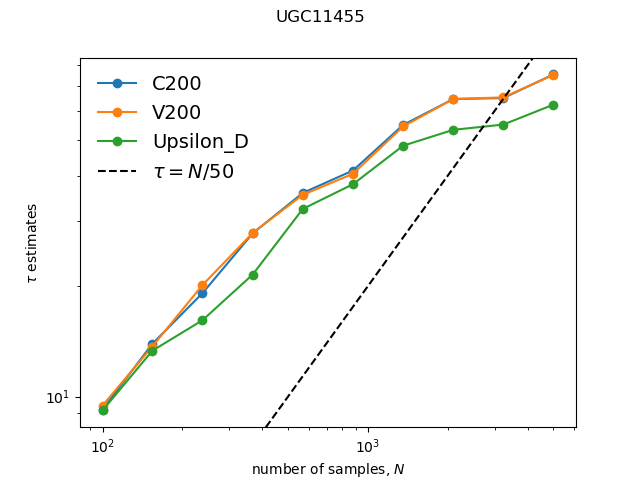 UGC11455
C200
V200
Upsilon_D
τ = N/50
τ estimates
10¹
10² 10³
number of samples, N